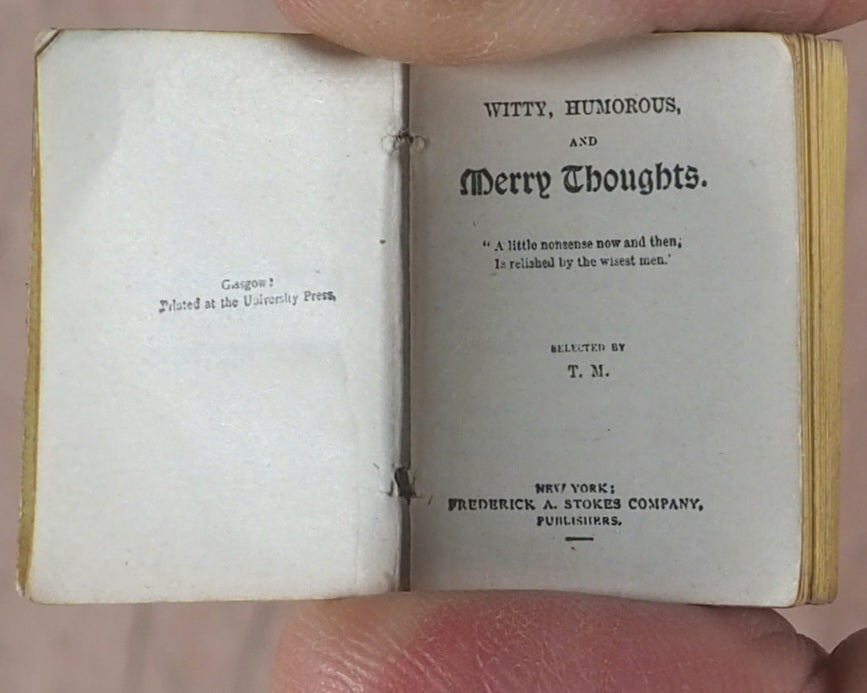 Glasgow:
Printed at the University Press,
WITTY, HUMOROUS,
AND
Merry Thoughts.
"A little nonsense now and then,
Is relished by the wisest men.'
SELECTED BY
T. M.
NEW YORK:
FREDERICK A. STOKES COMPANY,
PUBLISHERS.